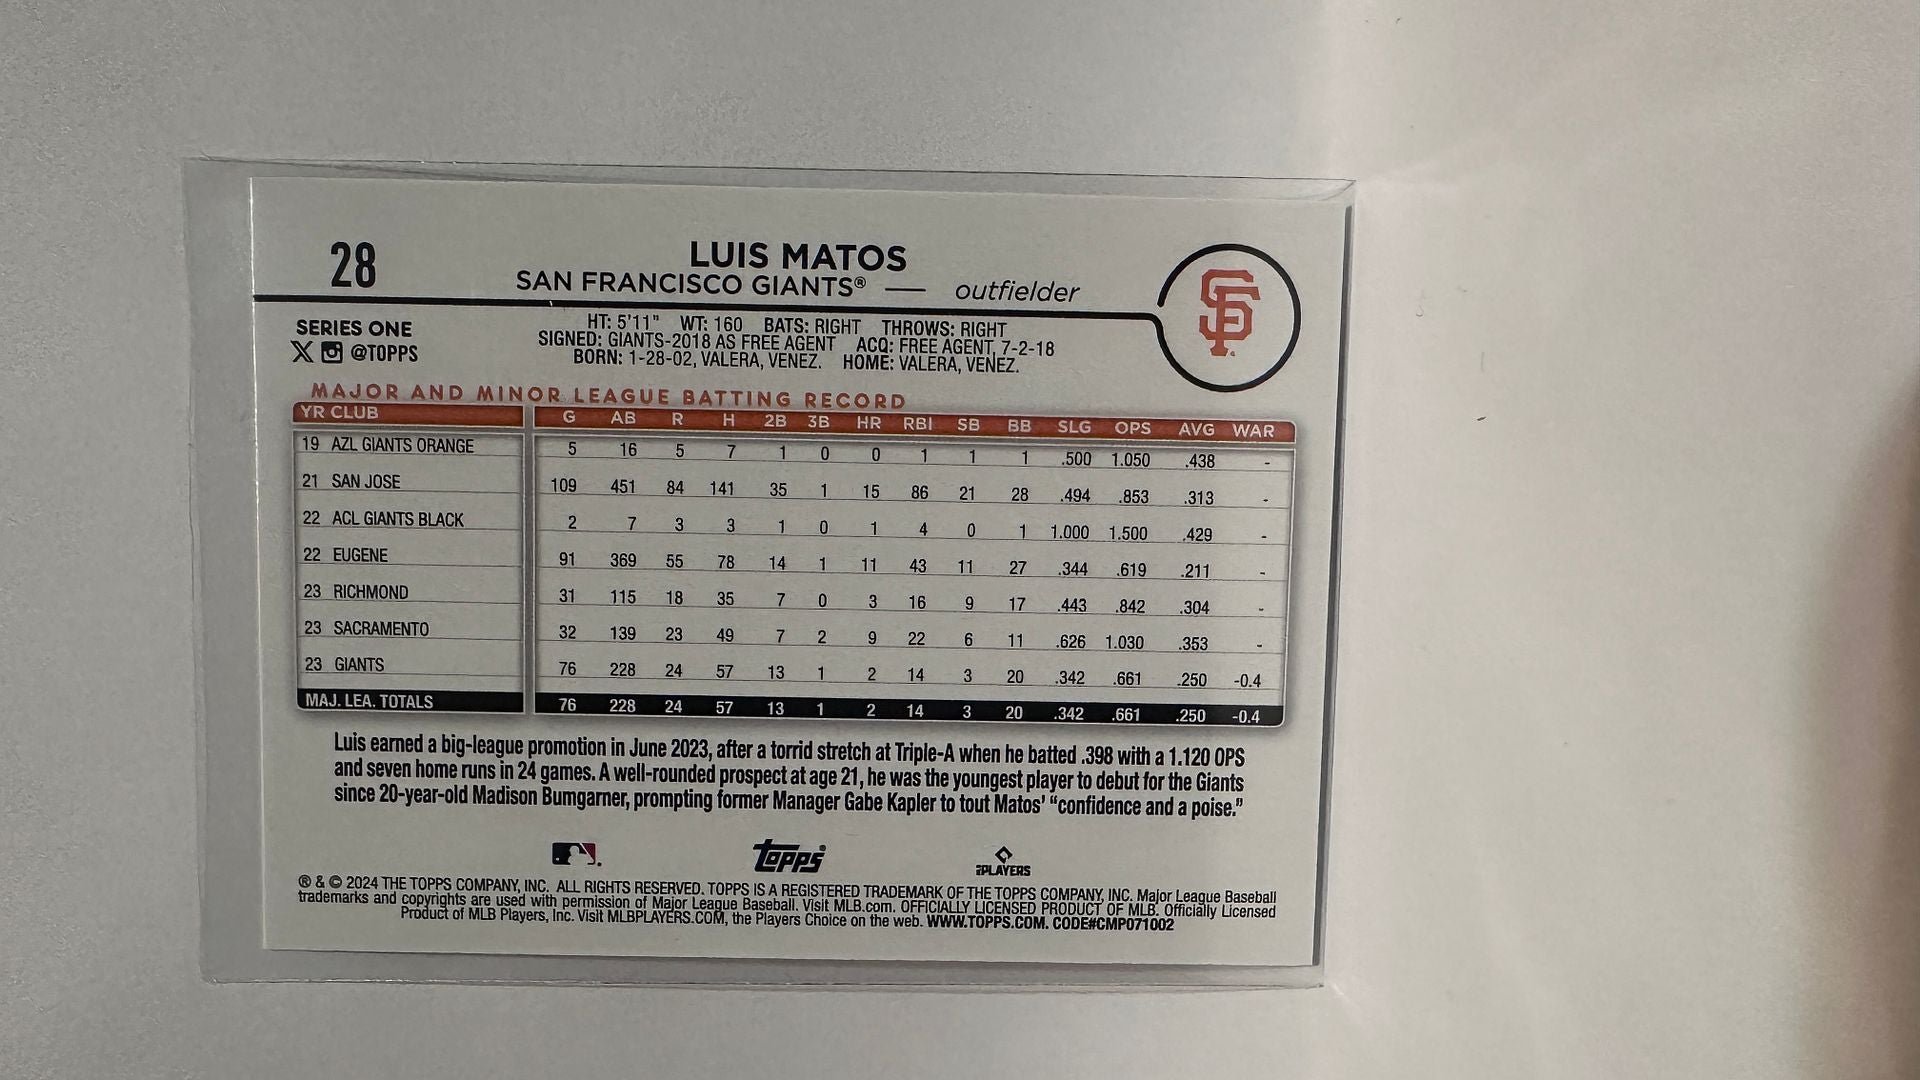 28
LUIS MATOS
SAN FRANCISCO GIANTS® — outfielder
SF
SERIES ONE
@TOPPS
HT: 5'11" WT: 160 BATS: RIGHT THROWS: RIGHT
SIGNED: GIANTS-2018 AS FREE AGENT ACQ: FREE AGENT, 7-2-18
BORN: 1-28-02, VALERA, VENEZ. HOME: VALERA, VENEZ.
MAJOR AND MINOR LEAGUE BATTING RECORD
YR CLUB G AB R H 2B 3B HR RBI SB BB SLG OPS AVG WAR
19 AZL GIANTS ORANGE 5 16 5 7 1 0 0 1 1 1 .500 1.050 .438 -
21 SAN JOSE 109 451 84 141 35 1 15 86 21 28 .494 .853 .313 -
22 ACL GIANTS BLACK 2 7 3 3 1 0 1 4 0 1 1.000 1.500 .429 -
22 EUGENE 91 369 55 78 14 1 11 43 11 27 .344 .619 .211 -
23 RICHMOND 31 115 18 35 7 0 3 16 9 17 .443 .842 .304 -
23 SACRAMENTO 32 139 23 49 7 2 9 22 6 11 .626 1.030 .353 -
23 GIANTS 76 228 24 57 13 1 2 14 3 20 .342 .661 .250 -0.4
MAJ. LEA. TOTALS 76 228 24 57 13 1 2 14 3 20 .342 .661 .250 -0.4
Luis earned a big-league promotion in June 2023, after a torrid stretch at Triple-A when he batted .398 with a 1.120 OPS
and seven home runs in 24 games. A well-rounded prospect at age 21, he was the youngest player to debut for the Giants
since 20-year-old Madison Bumgarner, prompting former Manager Gabe Kapler to tout Matos' "confidence and a poise."
Topps
PLAYERS
® & © 2024 THE TOPPS COMPANY, INC. ALL RIGHTS RESERVED. TOPPS IS A REGISTERED TRADEMARK OF THE TOPPS COMPANY, INC. Major League Baseball
trademarks and copyrights are used with permission of Major League Baseball. Visit MLB.com. OFFICIALLY LICENSED PRODUCT OF MLB. Officially Licensed
Product of MLB Players, Inc. Visit MLBPLAYERS.COM, the Players Choice on the web. WWW.TOPPS.COM. CODE#CMP071002